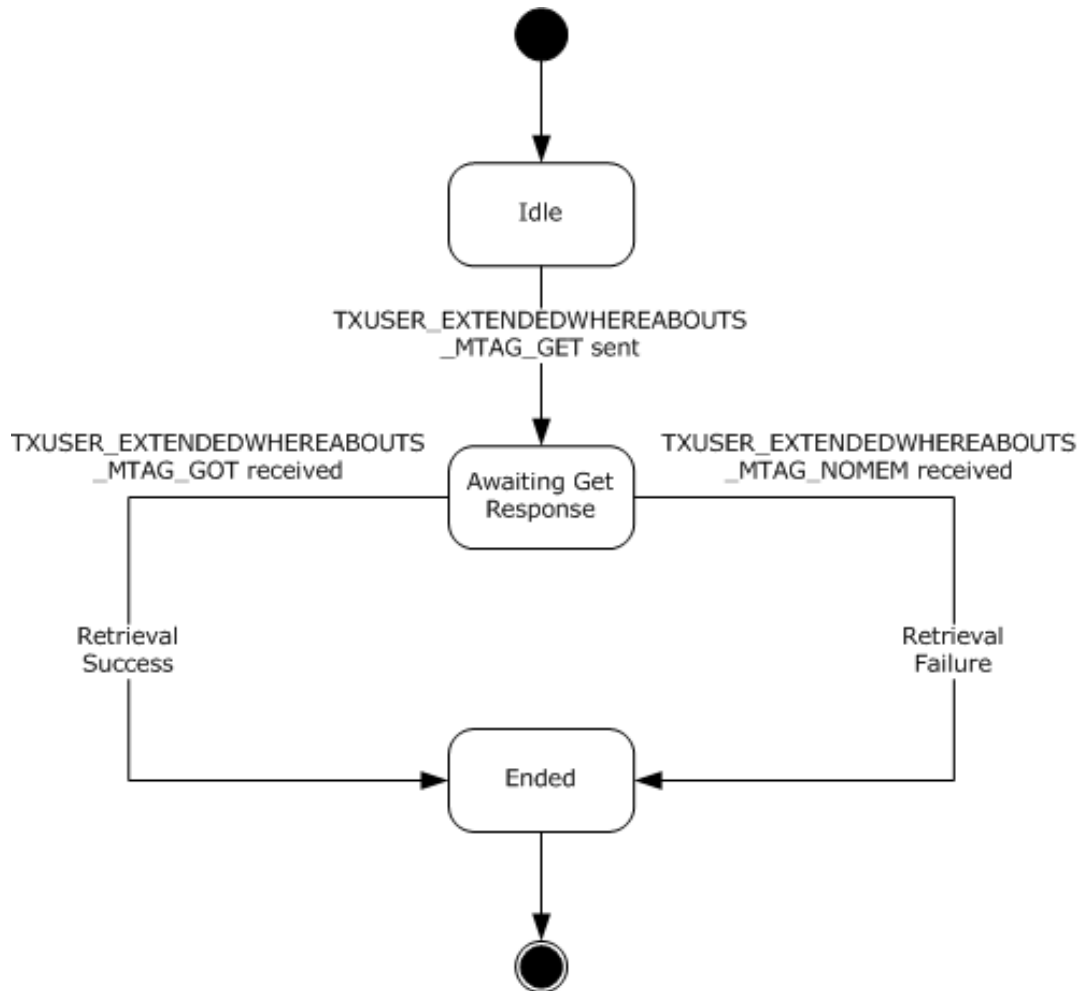 Idle
TXUSER_EXTENDEDWHEREABOUTS
_MTAG_GET sent
TXUSER_EXTENDEDWHEREABOUTS
_MTAG_GOT received
TXUSER_EXTENDEDWHEREABOUTS
_MTAG_NOMEM received
Awaiting Get
Response
Retrieval
Success
Retrieval
Failure
Ended